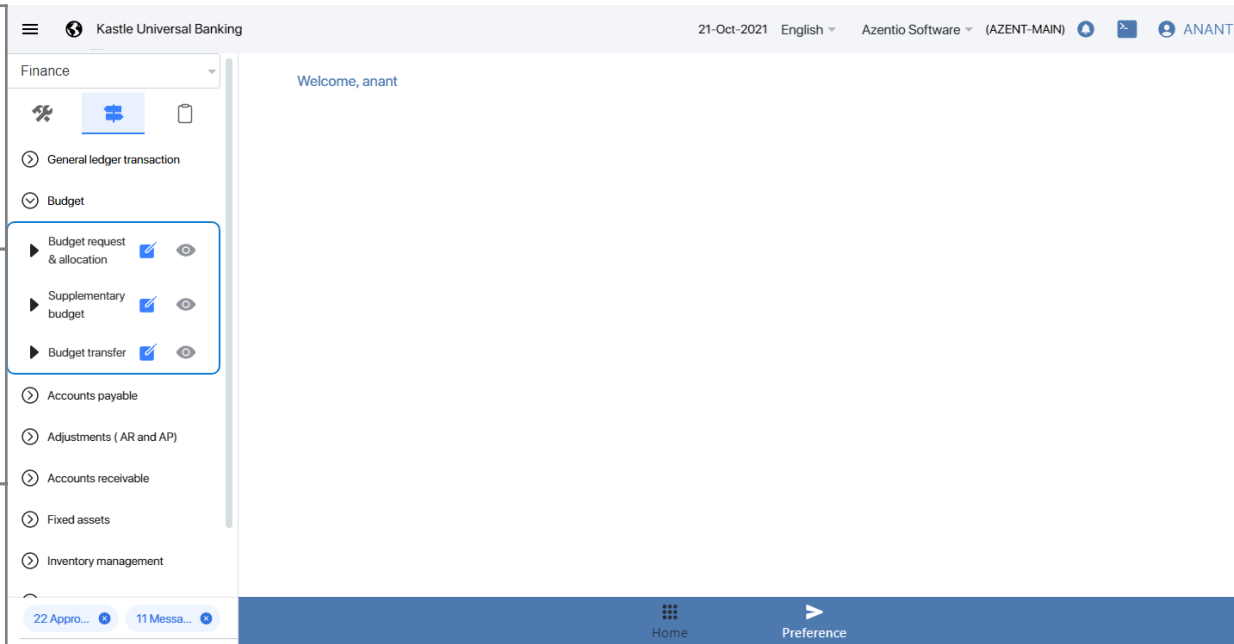 Kastle Universal Banking
21-Oct-2021 English Azentio Software (AZENT-MAIN) ANANT
Finance
Welcome, anant
General ledger transaction
Budget
Budget request
& allocation
Supplementary
budget
Budget transfer
Accounts payable
Adjustments ( AR and AP)
Accounts receivable
Fixed assets
Inventory management
22 Appro... 11 Messa...
Home Preference